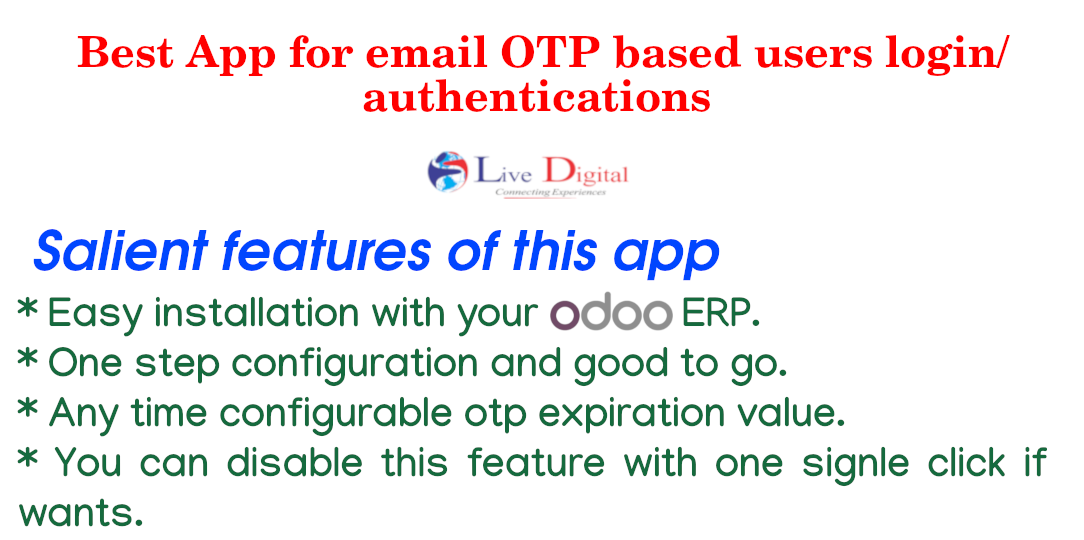 Best App for email OTP based users login/
authentications
Live Digital
Connecting Experiences
Salient features of this app
* Easy installation with your odoo ERP.
* One step configuration and good to go.
* Any time configurable otp expiration value.
* You can disable this feature with one signle click if
wants.